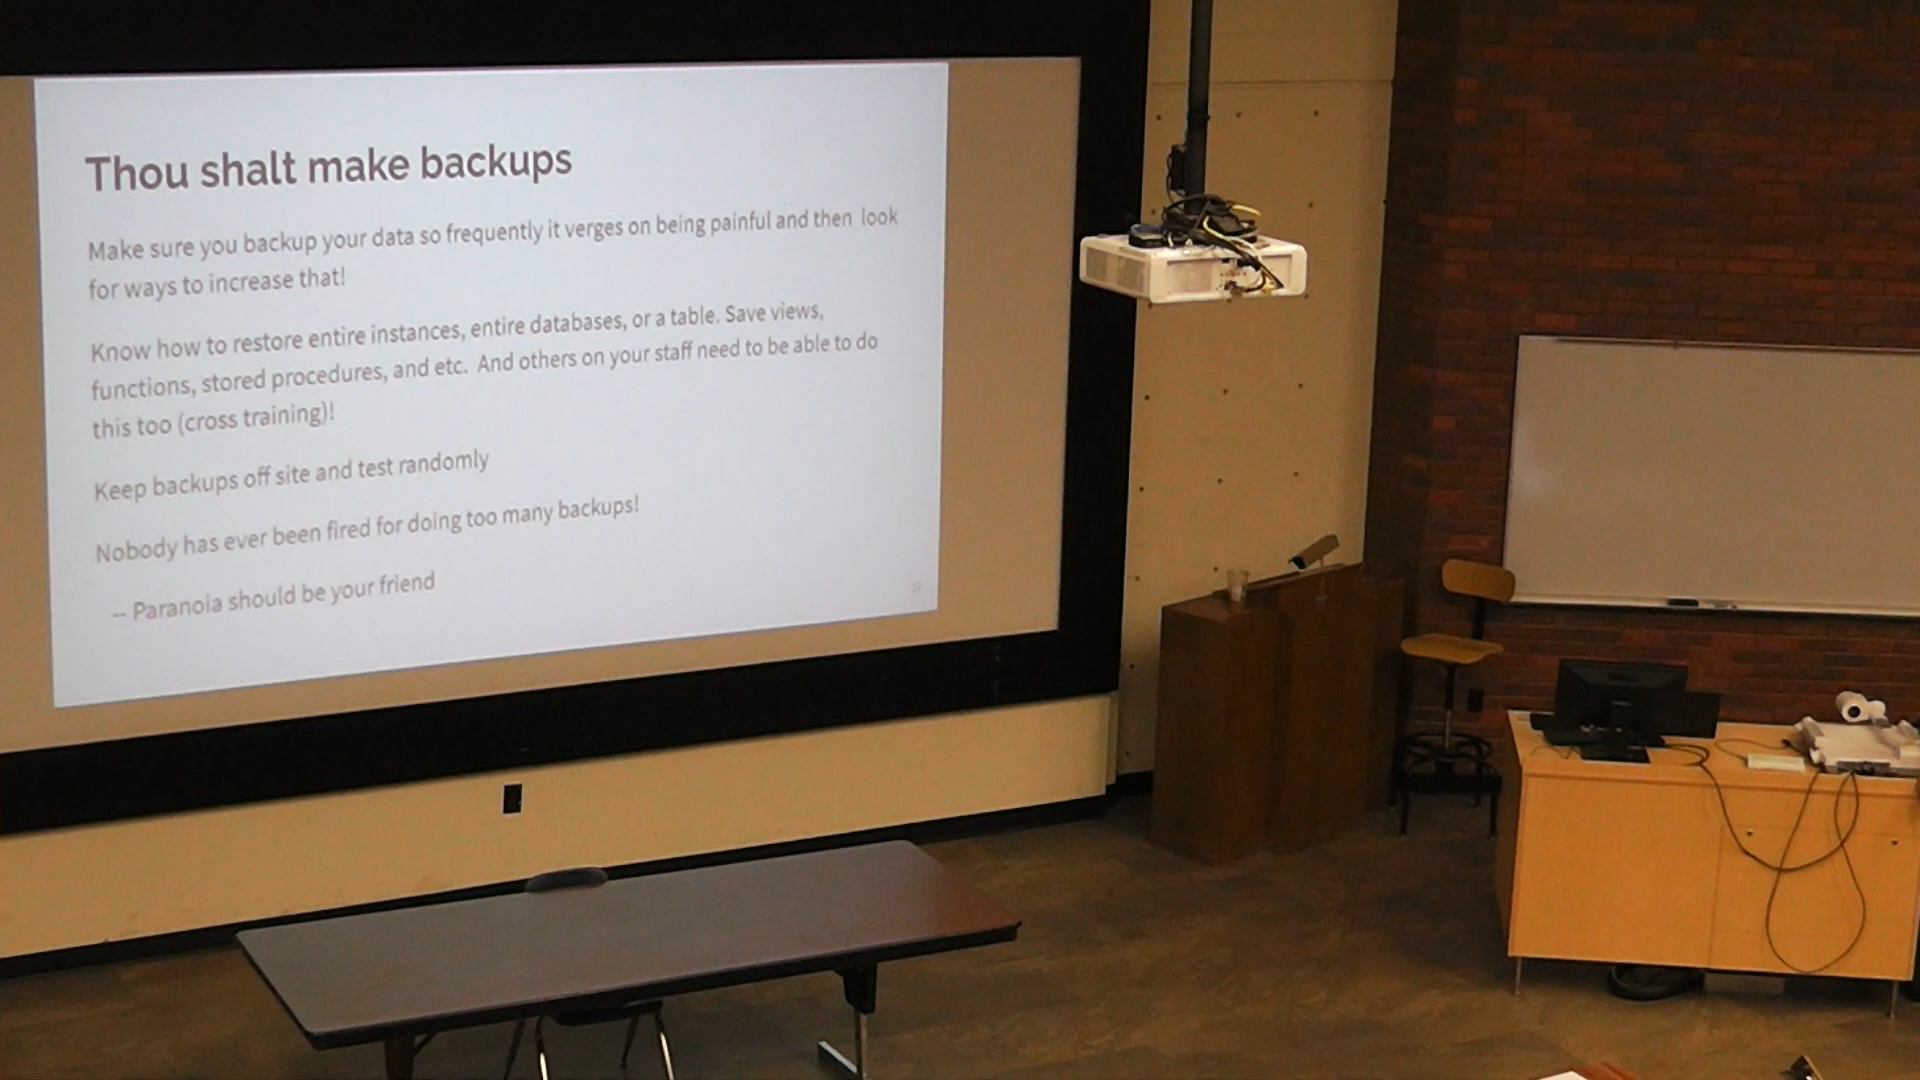 Thou shalt make backups
Make sure you backup your data so frequently it verges on being painful and then look
for ways to increase that!
Know how to restore entire instances, entire databases, or a table. Save views,
functions, stored procedures, and etc. And others on your staff need to be able to do
this too (cross training)!
Keep backups off site and test randomly
Nobody has ever been fired for doing too many backups!
-- Paranoia should be your friend